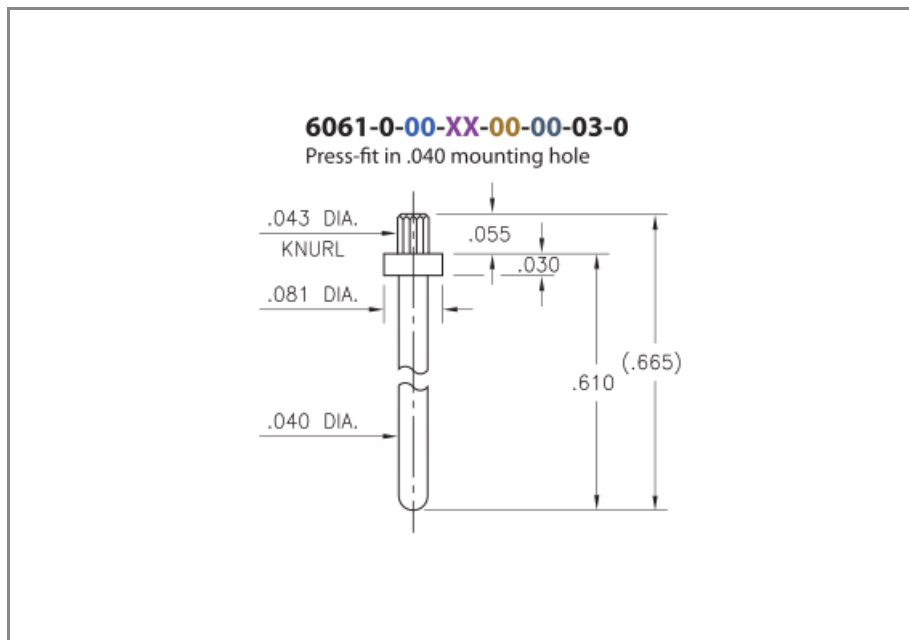 6061-0-00-XX-00-00-03-0
Press-fit in .040 mounting hole
.043 DIA.
KNURL
.055
.030
.081 DIA.
(.665)
.610
.040 DIA.